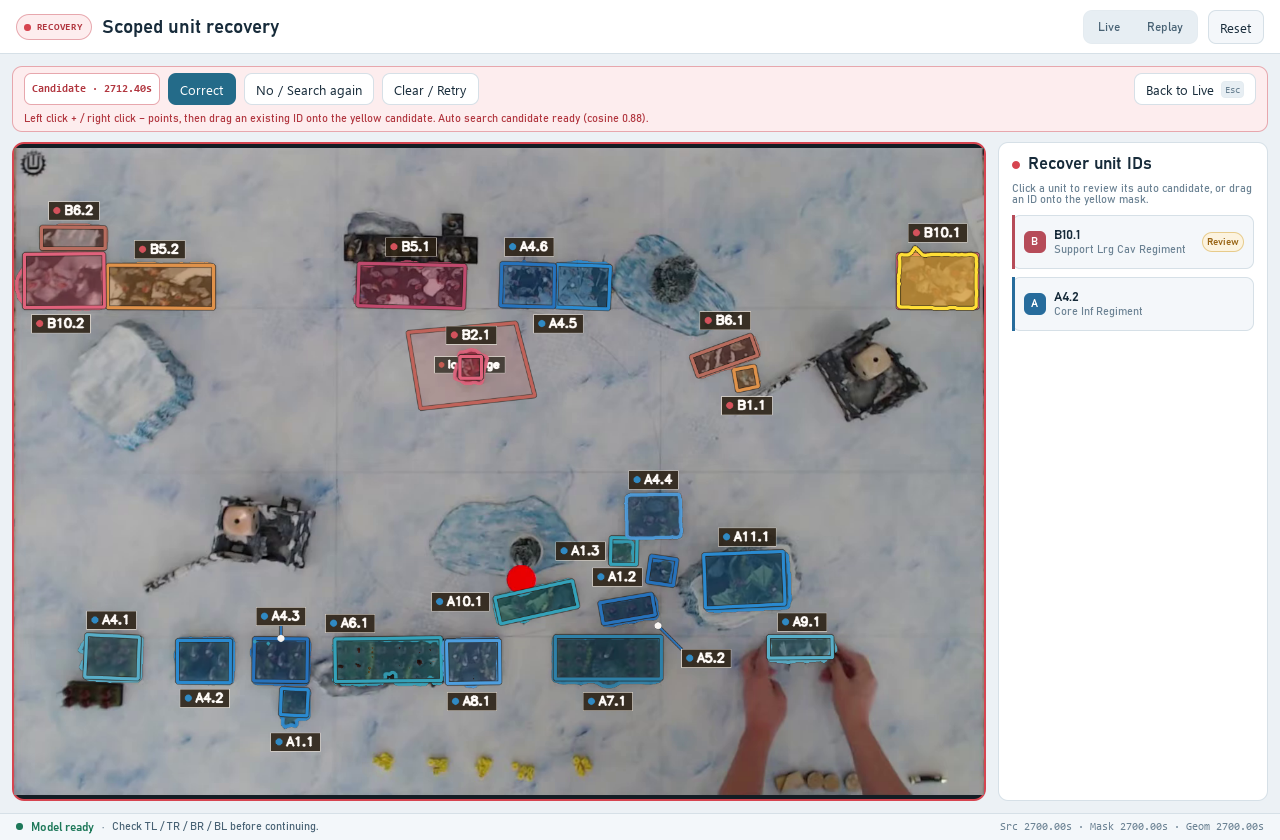 RECOVERY
Scoped unit recovery
Live
Replay
Reset
Candidate · 2712.40s
Correct
No / Search again
Clear / Retry
Back to Live Esc
Left click + / right click − points, then drag an existing ID onto the yellow candidate. Auto search candidate ready (cosine 0.88).
Recover unit IDs
Click a unit to review its auto candidate, or drag
an ID onto the yellow mask.
B
B10.1
Support Lrg Cav Regiment
Review
A
A4.2
Core Inf Regiment
B6.2
B5.2
B10.2
B5.1
A4.6
A4.5
B10.1
B2.1
B6.1
B1.1
A4.4
A1.3
A1.2
A11.1
A10.1
A4.1
A4.3
A6.1
A9.1
A5.2
A4.2
A8.1
A7.1
A1.1
Model ready · Check TL / TR / BR / BL before continuing.
Src 2700.00s · Mask 2700.00s · Geom 2700.00s